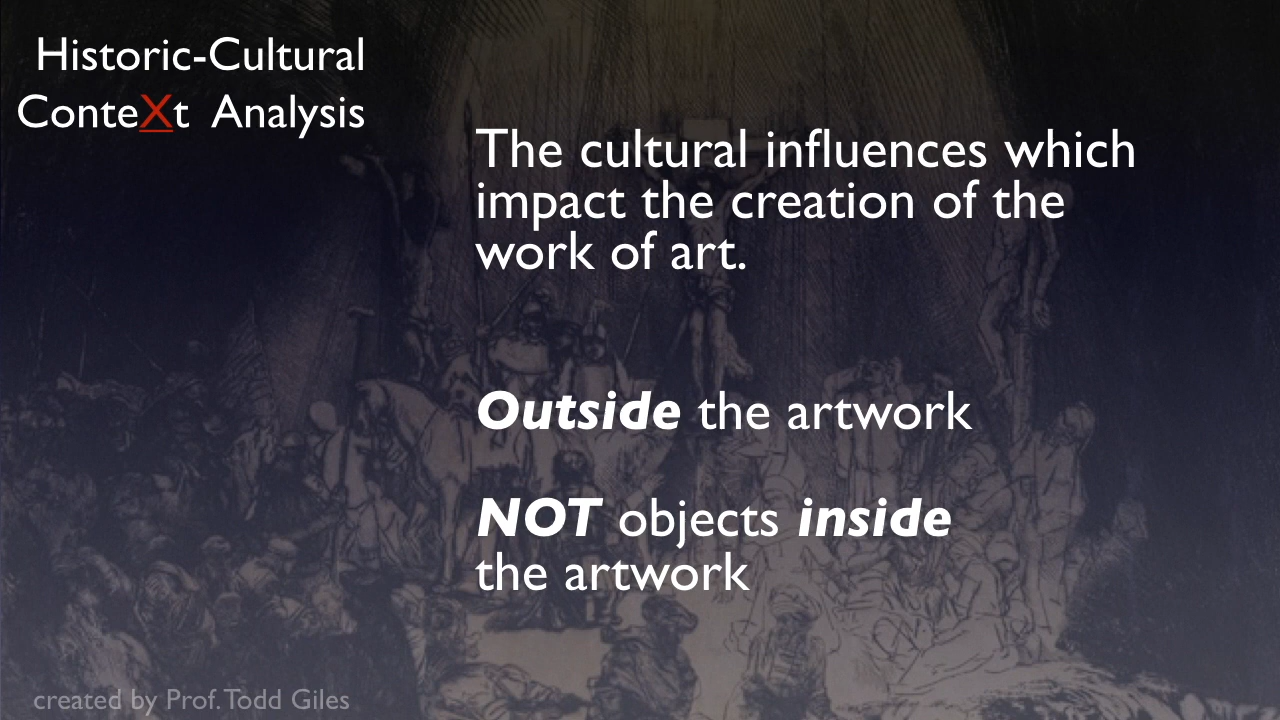 Historic-Cultural
ConteXt Analysis
The cultural influences which
impact the creation of the
work of art.
Outside the artwork
NOT objects inside
the artwork
created by Prof. Todd Giles